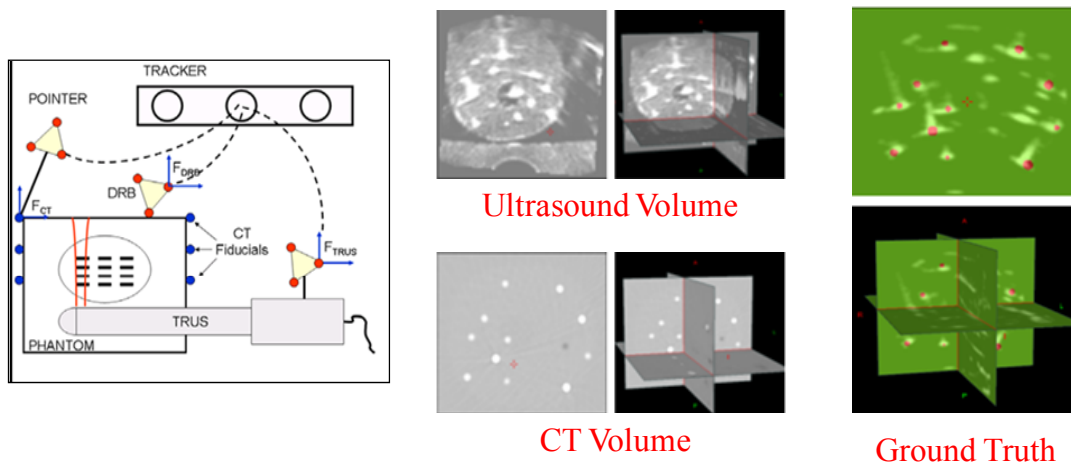 TRACKER
POINTER
F_DRB
DRB
F_CT
CT
Fiducials
F_TRUS
TRUS
PHANTOM
Ultrasound Volume
CT Volume
Ground Truth